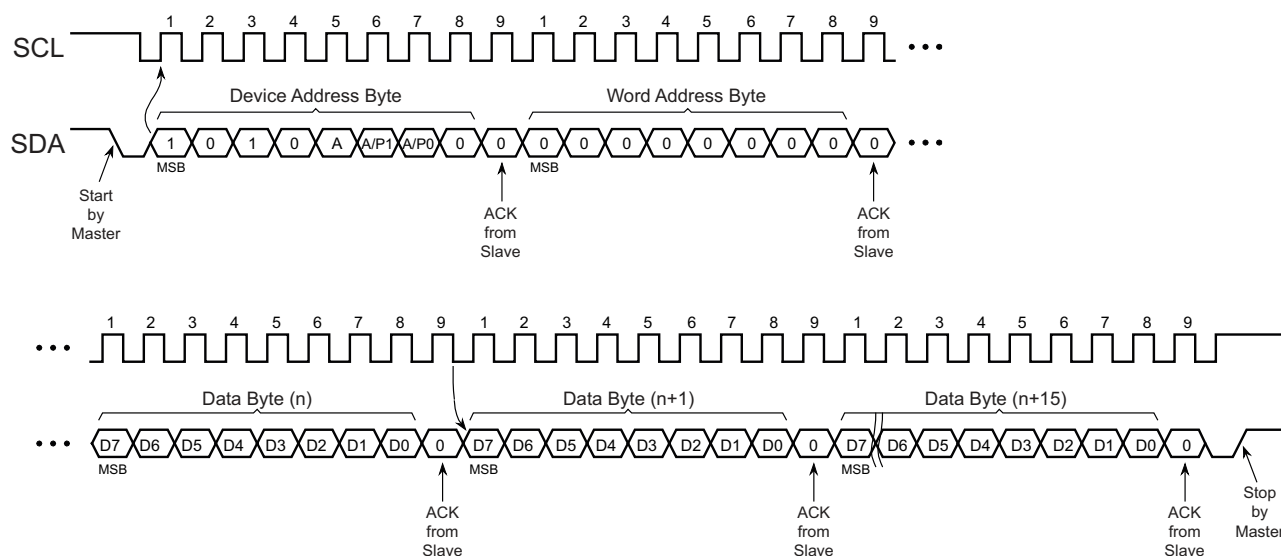 1 2 3 4 5 6 7 8 9 1 2 3 4 5 6 7 8 9
SCL
Device Address Byte Word Address Byte
SDA 1 0 1 0 A A/P1 A/P0 0 0 0 0 0 0 0 0 0 0 0
MSB MSB
Start
by
Master
ACK
from
Slave
ACK
from
Slave
1 2 3 4 5 6 7 8 9 1 2 3 4 5 6 7 8 9 1 2 3 4 5 6 7 8 9
Data Byte (n) Data Byte (n+1) Data Byte (n+15)
D7 D6 D5 D4 D3 D2 D1 D0 0 D7 D6 D5 D4 D3 D2 D1 D0 0 D7 D6 D5 D4 D3 D2 D1 D0 0
MSB MSB MSB
ACK
from
Slave
ACK
from
Slave
ACK
from
Slave
Stop
by
Master